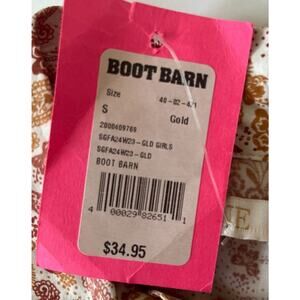 BOOT BARN
Size 40-02-4/1
S Gold
2000409769
SGFA24W23-GLD GIRLS
SGFA24W23-GLD
BOOT BARN
4 00029 82651 1
$34.95